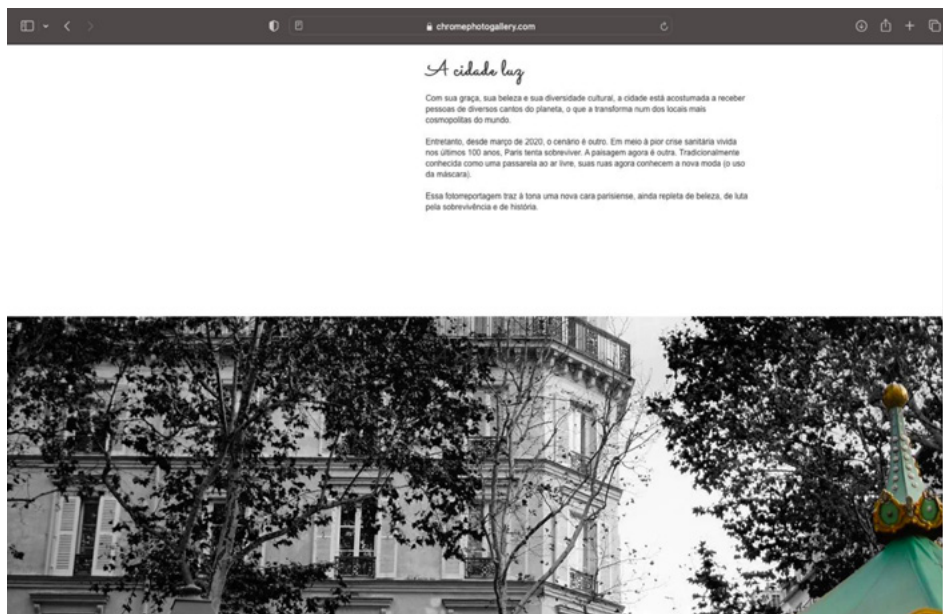 chromephotogallery.com
A cidade luz
Com sua graça, sua beleza e sua diversidade cultural, a cidade está acostumada a receber
pessoas de diversos cantos do planeta, o que a transforma num dos locais mais
cosmopolitas do mundo.
Entretanto, desde março de 2020, o cenário é outro. Em meio à pior crise sanitária vivida
nos últimos 100 anos, Paris tenta sobreviver. A paisagem agora é outra. Tradicionalmente
conhecida como uma passarela ao ar livre, suas ruas agora conhecem a nova moda (o uso
da máscara).
Essa fotorreportagem traz à tona uma nova cara parisiense, ainda repleta de beleza, de luta
pela sobrevivência e de história.